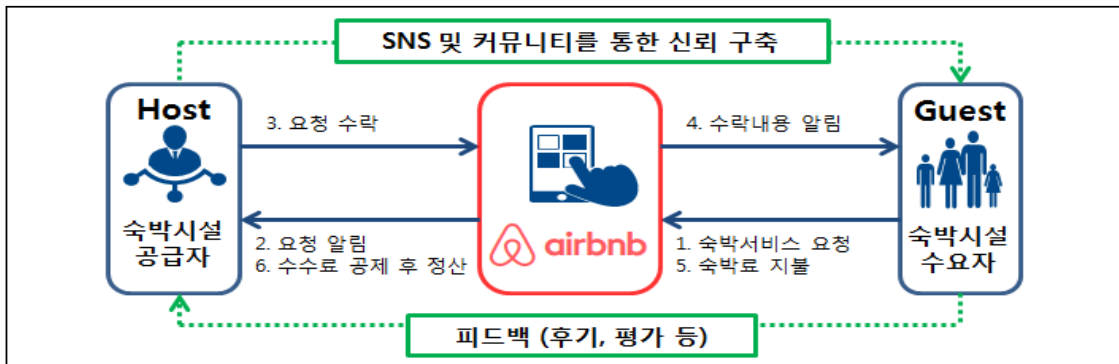 SNS 및 커뮤니티를 통한 신뢰 구축
Host
숙박시설
공급자
3. 요청 수락
2. 요청 알림
6. 수수료 공제 후 정산
airbnb
4. 수락내용 알림
1. 숙박서비스 요청
5. 숙박료 지불
Guest
숙박시설
수요자
피드백 (후기, 평가 등)